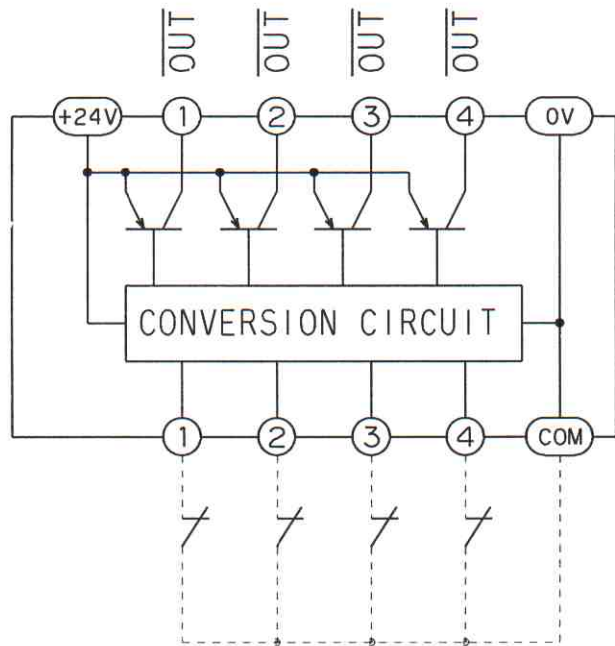 OUT OUT OUT OUT
+24V 1 2 3 4 0V
CONVERSION CIRCUIT
1 2 3 4 COM